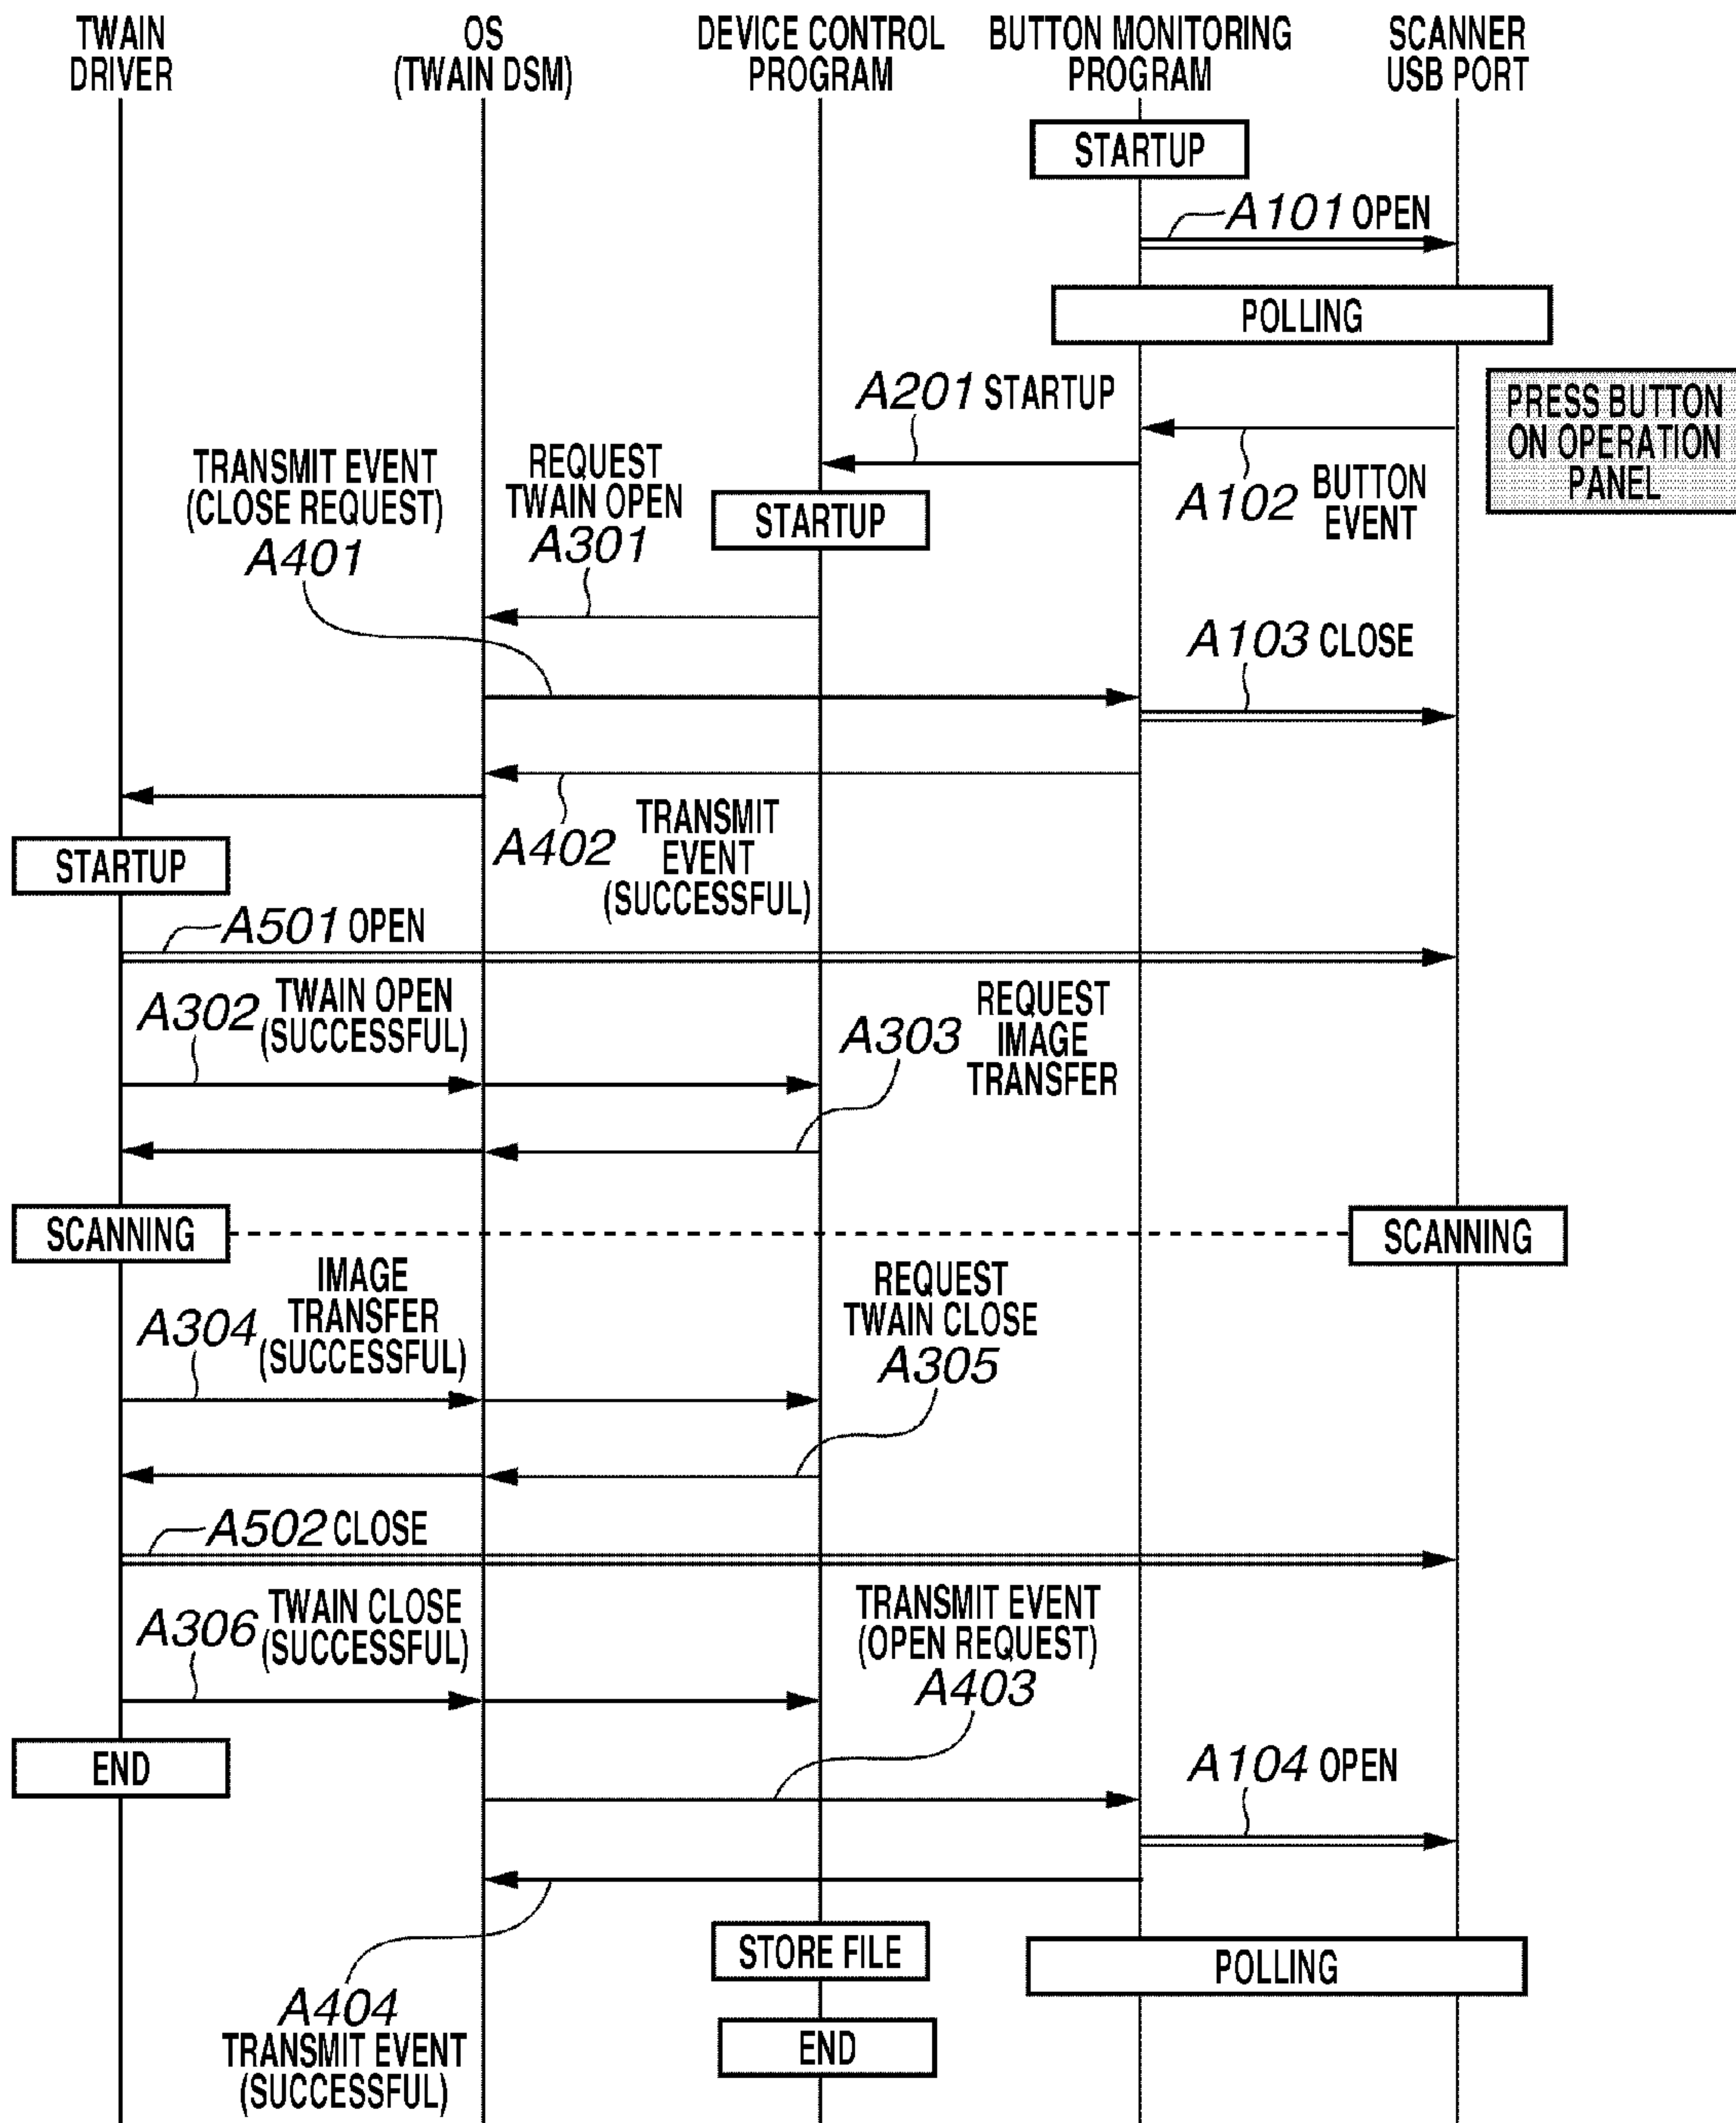 TWAIN
DRIVER
OS
(TWAIN DSM)
DEVICE CONTROL
PROGRAM
BUTTON MONITORING
PROGRAM
SCANNER
USB PORT
STARTUP
A101 OPEN
POLLING
PRESS BUTTON
ON OPERATION
PANEL
A201 STARTUP
A102 BUTTON
EVENT
STARTUP
REQUEST
TWAIN OPEN
A301
TRANSMIT EVENT
(CLOSE REQUEST)
A401
A103 CLOSE
A402 TRANSMIT
EVENT
(SUCCESSFUL)
STARTUP
A501 OPEN
A302 TWAIN OPEN
(SUCCESSFUL)
A303 REQUEST
IMAGE
TRANSFER
SCANNING
SCANNING
A304 IMAGE
TRANSFER
(SUCCESSFUL)
REQUEST
TWAIN CLOSE
A305
A502 CLOSE
A306 TWAIN CLOSE
(SUCCESSFUL)
TRANSMIT EVENT
(OPEN REQUEST)
A403
END
A104 OPEN
STORE FILE
POLLING
A404
TRANSMIT EVENT
(SUCCESSFUL)
END